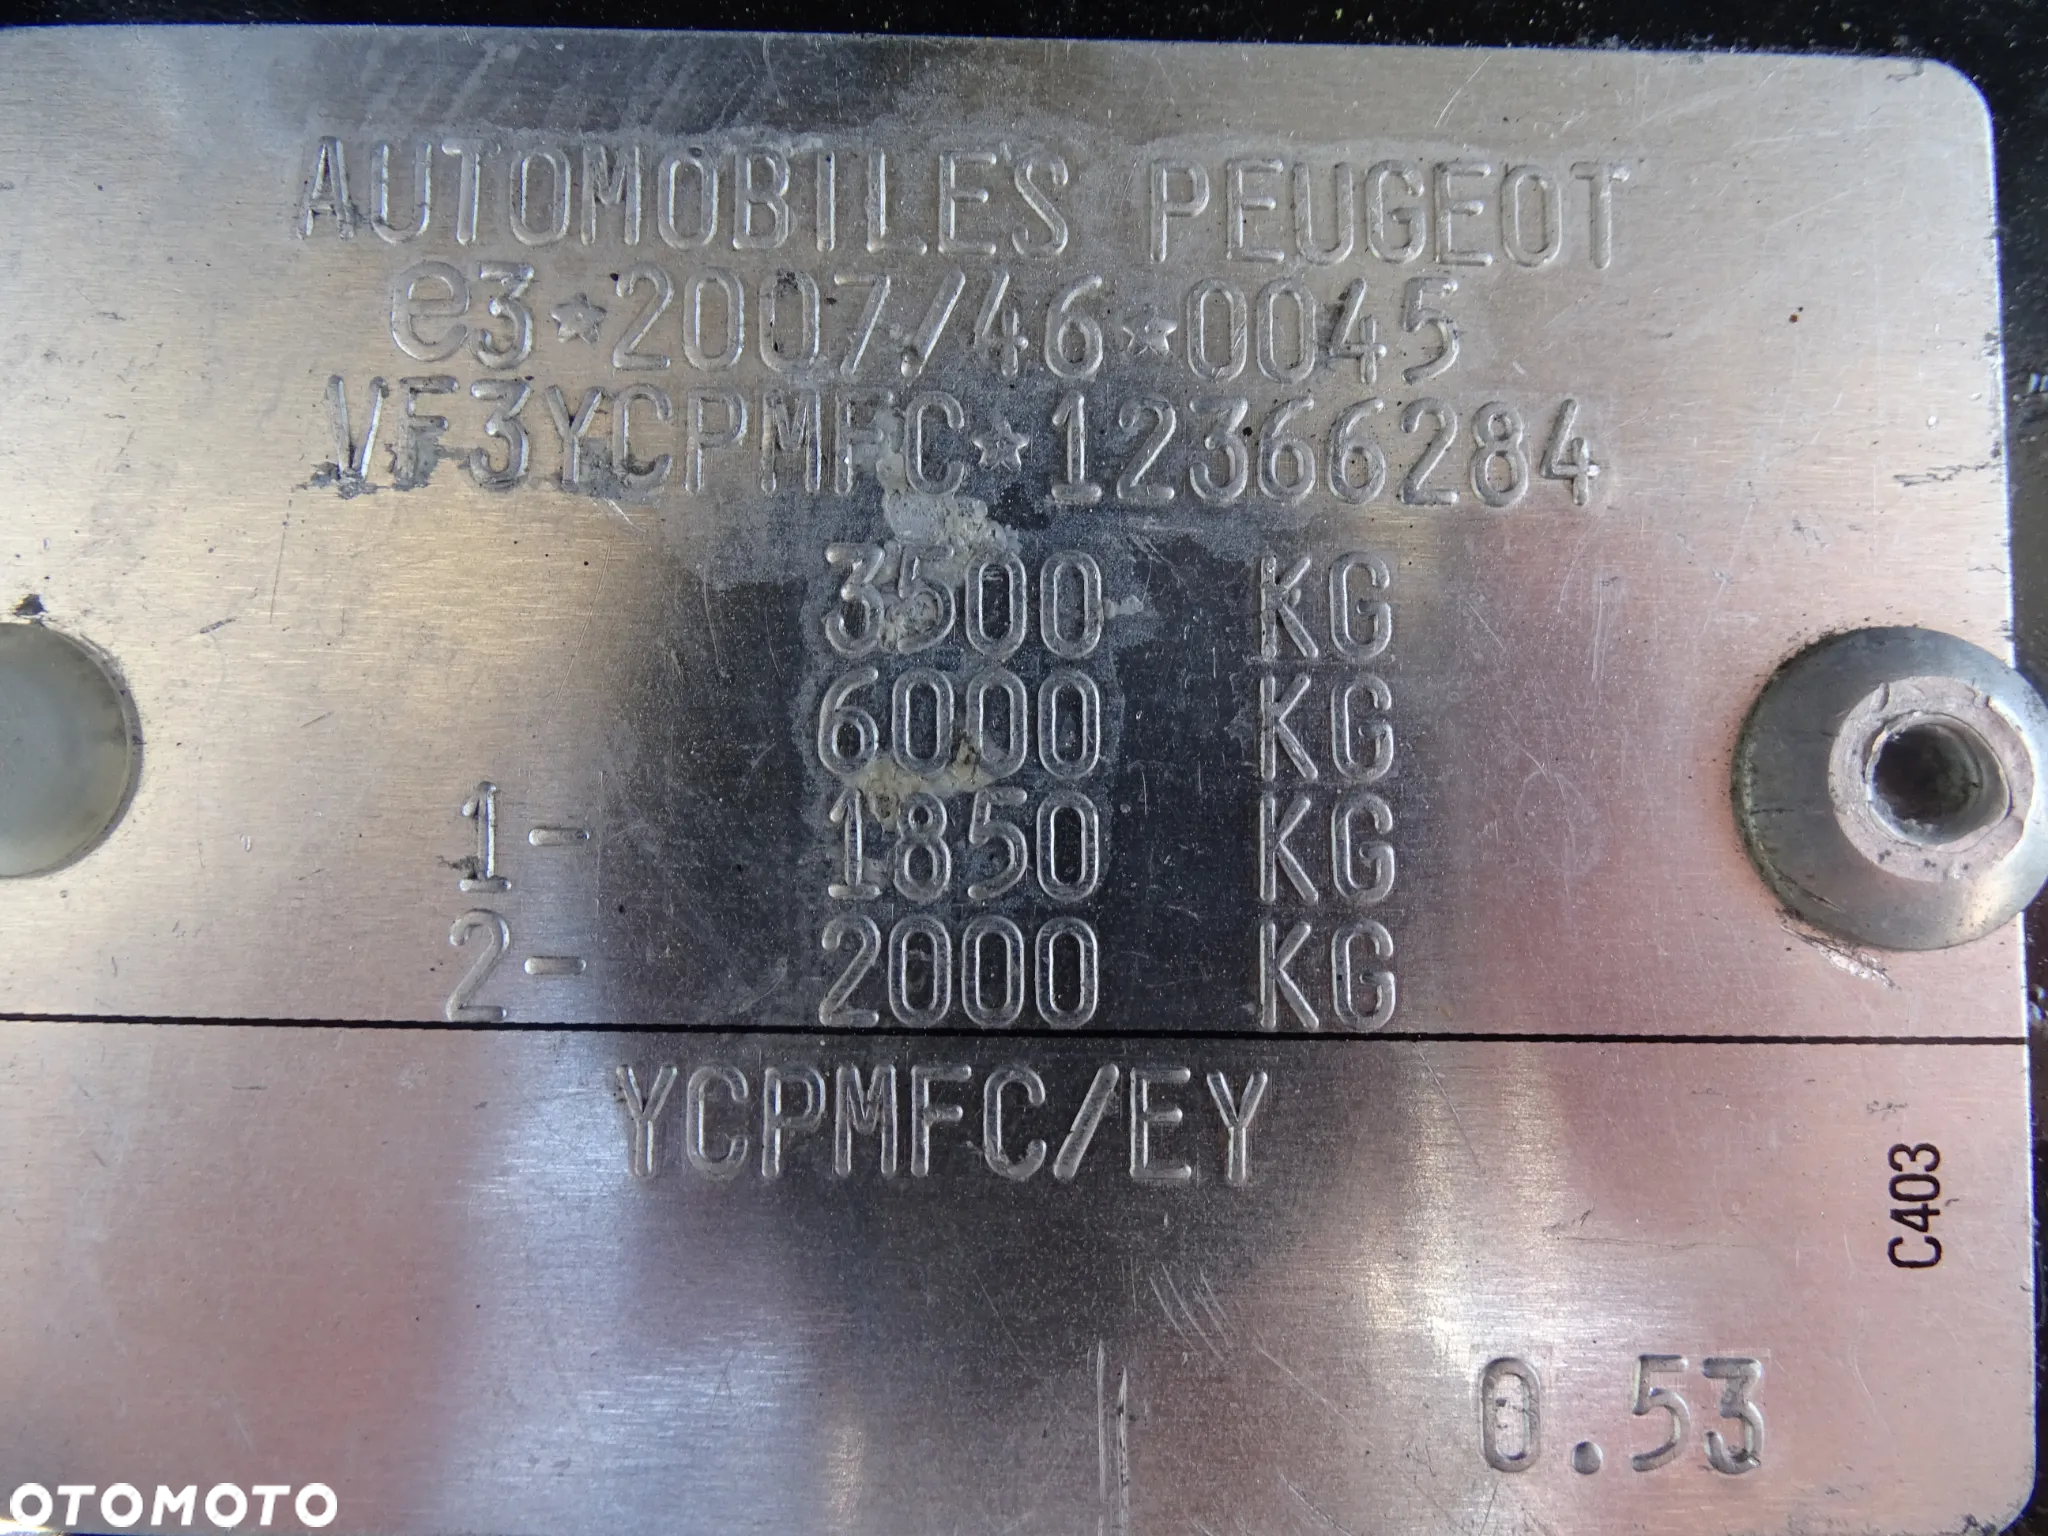 AUTOMOBILES PEUGEOT
e3*2007/46*0045
VF3YCPMFC*12366284
3500 KG
6000 KG
1- 1850 KG
2- 2000 KG
YCPMFC/EY
C403
0.53
OTOMOTO